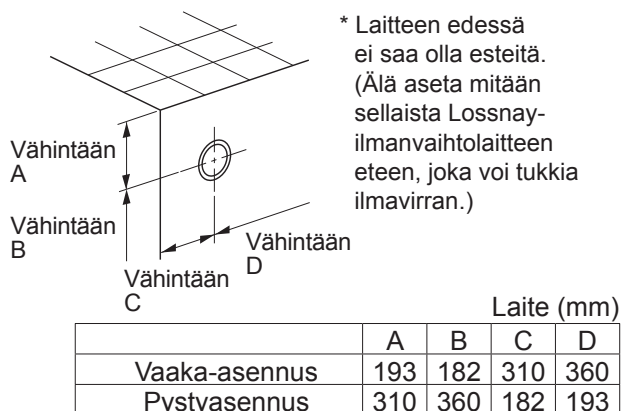 * Laitteen edessä
ei saa olla esteitä.
(Älä aseta mitään
sellaista Lossnay-
ilmanvaihtolaitteen
eteen, joka voi tukkia
ilmavirran.)
Vähintään
A
Vähintään
B
Vähintään
C
Vähintään
D
Laite (mm)
A B C D
Vaaka-asennus 193 182 310 360
Pystyasennus 310 360 182 193